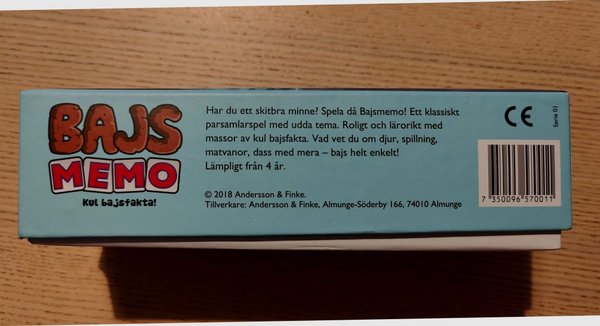 BAJS
MEMO
Kul bajsfakta!
Har du ett skitbra minne? Spela då Bajsmemo! Ett klassiskt
parsamlarspel med udda tema. Roligt och lärorikt med
massor av kul bajsfakta. Vad vet du om djur, spillning,
matvanor, dass med mera – bajs helt enkelt!
Lämpligt från 4 år.
© 2018 Andersson & Finke.
Tillverkare: Andersson & Finke, Almunge-Söderby 166, 74010 Almunge
CE
Serie 01
7 350096 570011